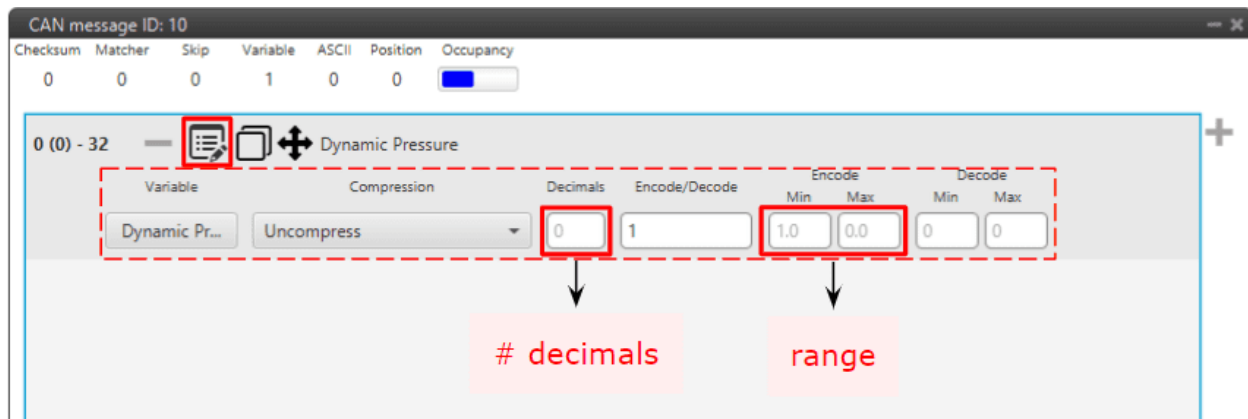 CAN message ID: 10
Checksum Matcher Skip Variable ASCII Position Occupancy
0 0 0 1 0 0
0 (0) - 32 Dynamic Pressure
Encode Decode
Variable Compression Decimals Encode/Decode Min Max Min Max
Dynamic Pr... Uncompress 0 1 1.0 0.0 0 0
# decimals range